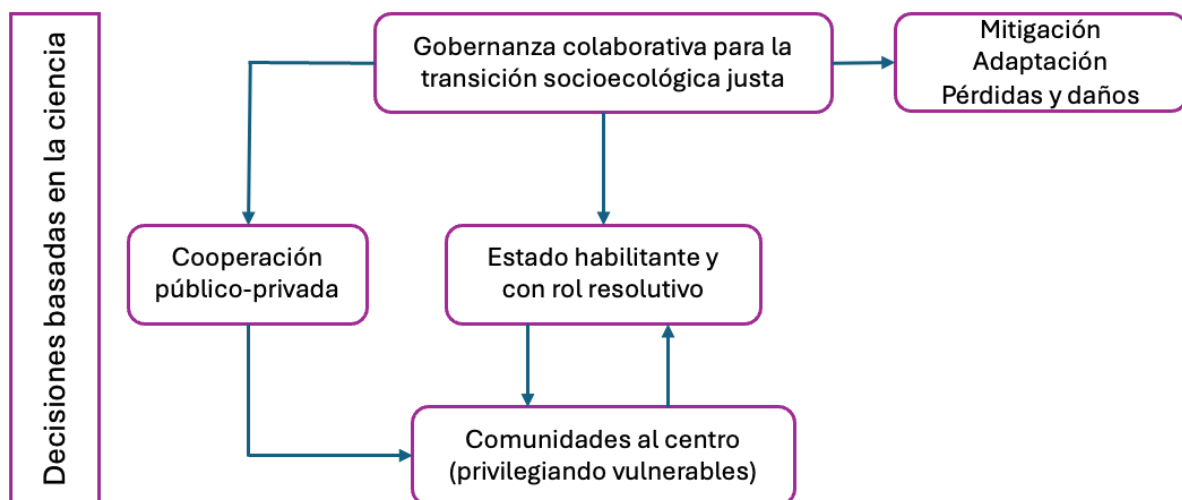 Decisiones basadas en la ciencia
Gobernanza colaborativa para la
transición socioecológica justa
Mitigación
Adaptación
Pérdidas y daños
Cooperación
público-privada
Estado habilitante y
con rol resolutivo
Comunidades al centro
(privilegiando vulnerables)